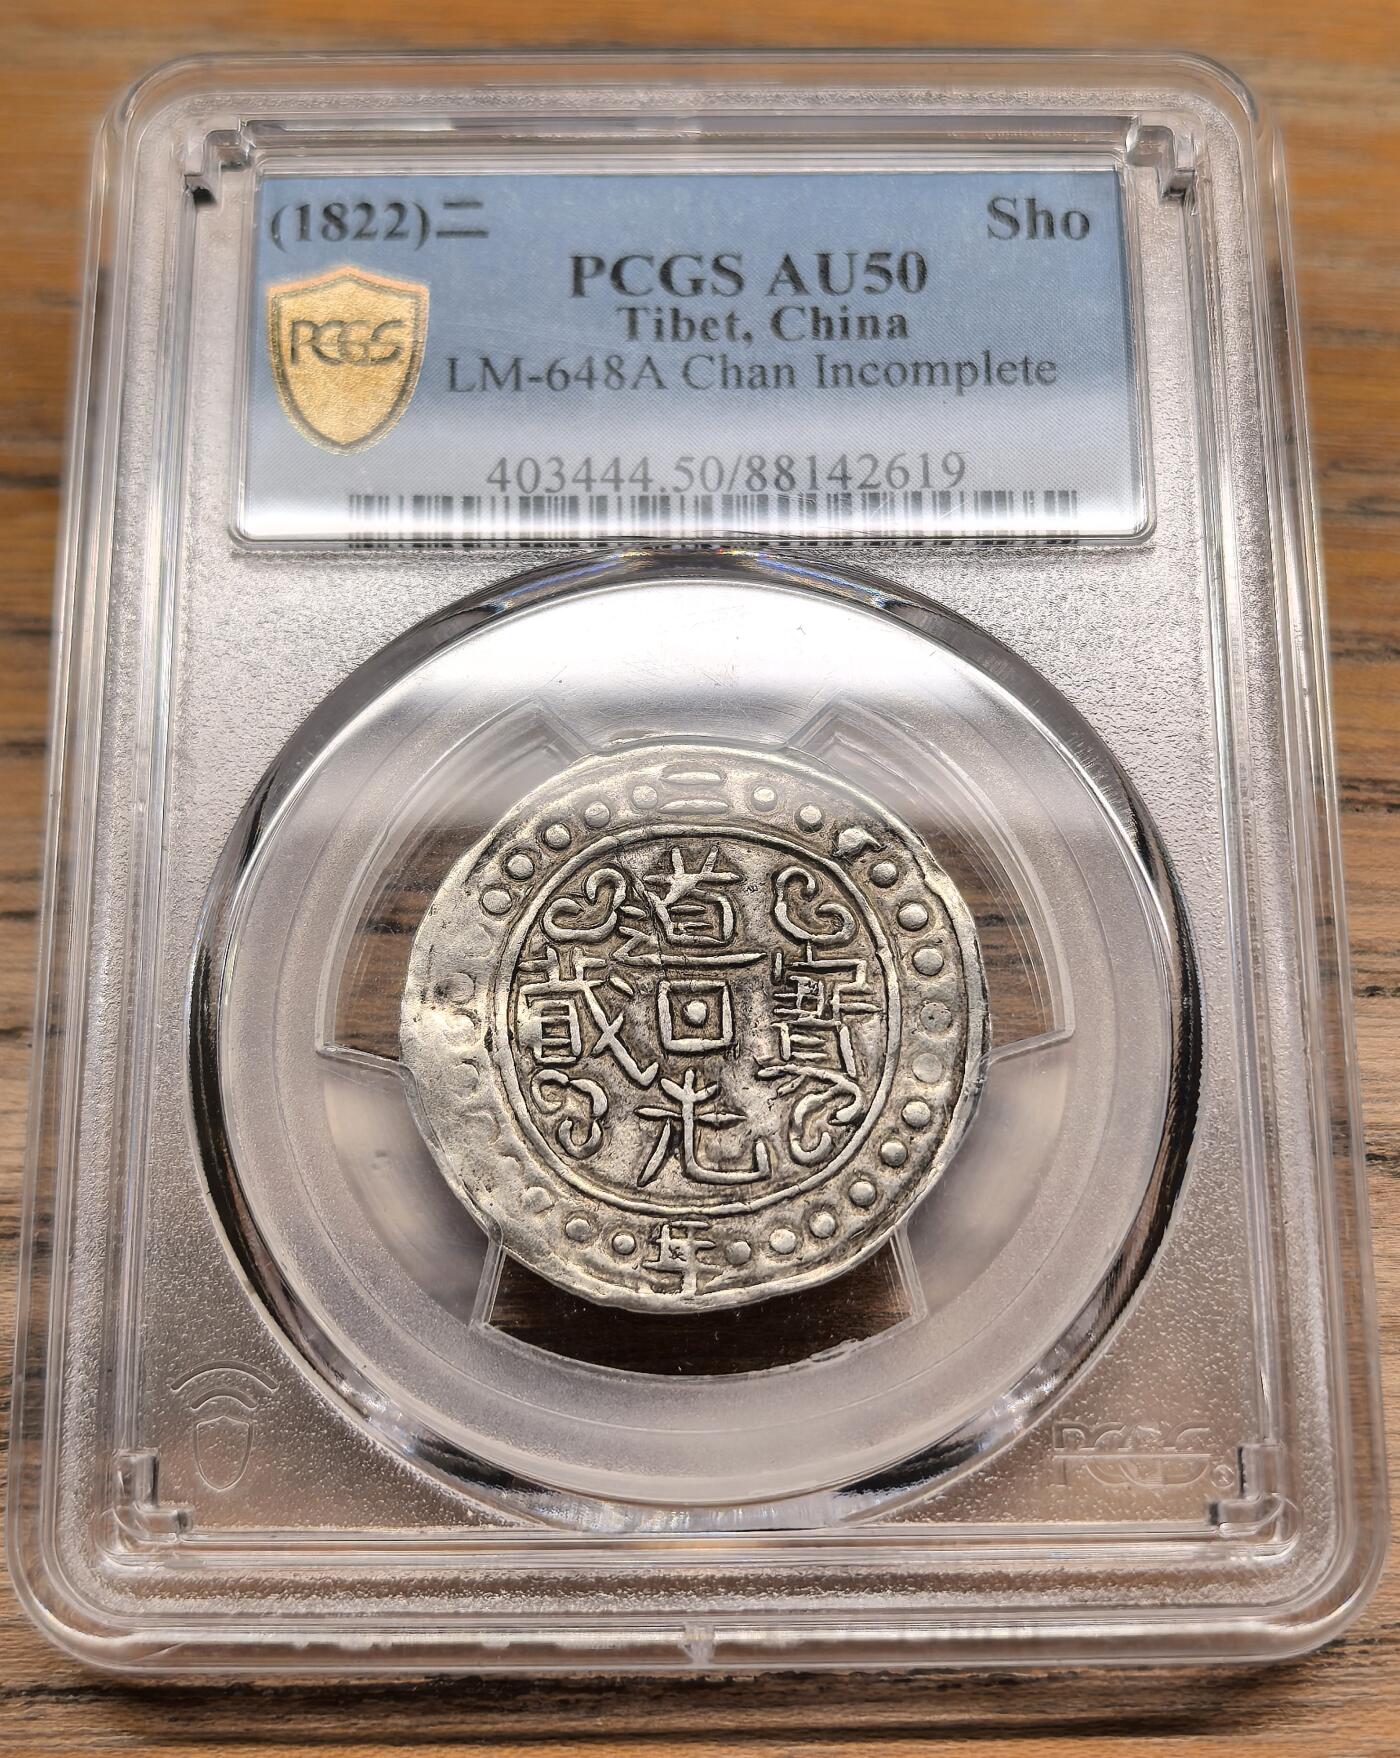 (1822)二 Sho
PCGS AU50
Tibet, China
LM-648A Chan Incomplete
PCGS
403444.50/88142619
二
道
藏 寶
光
年
PCGS